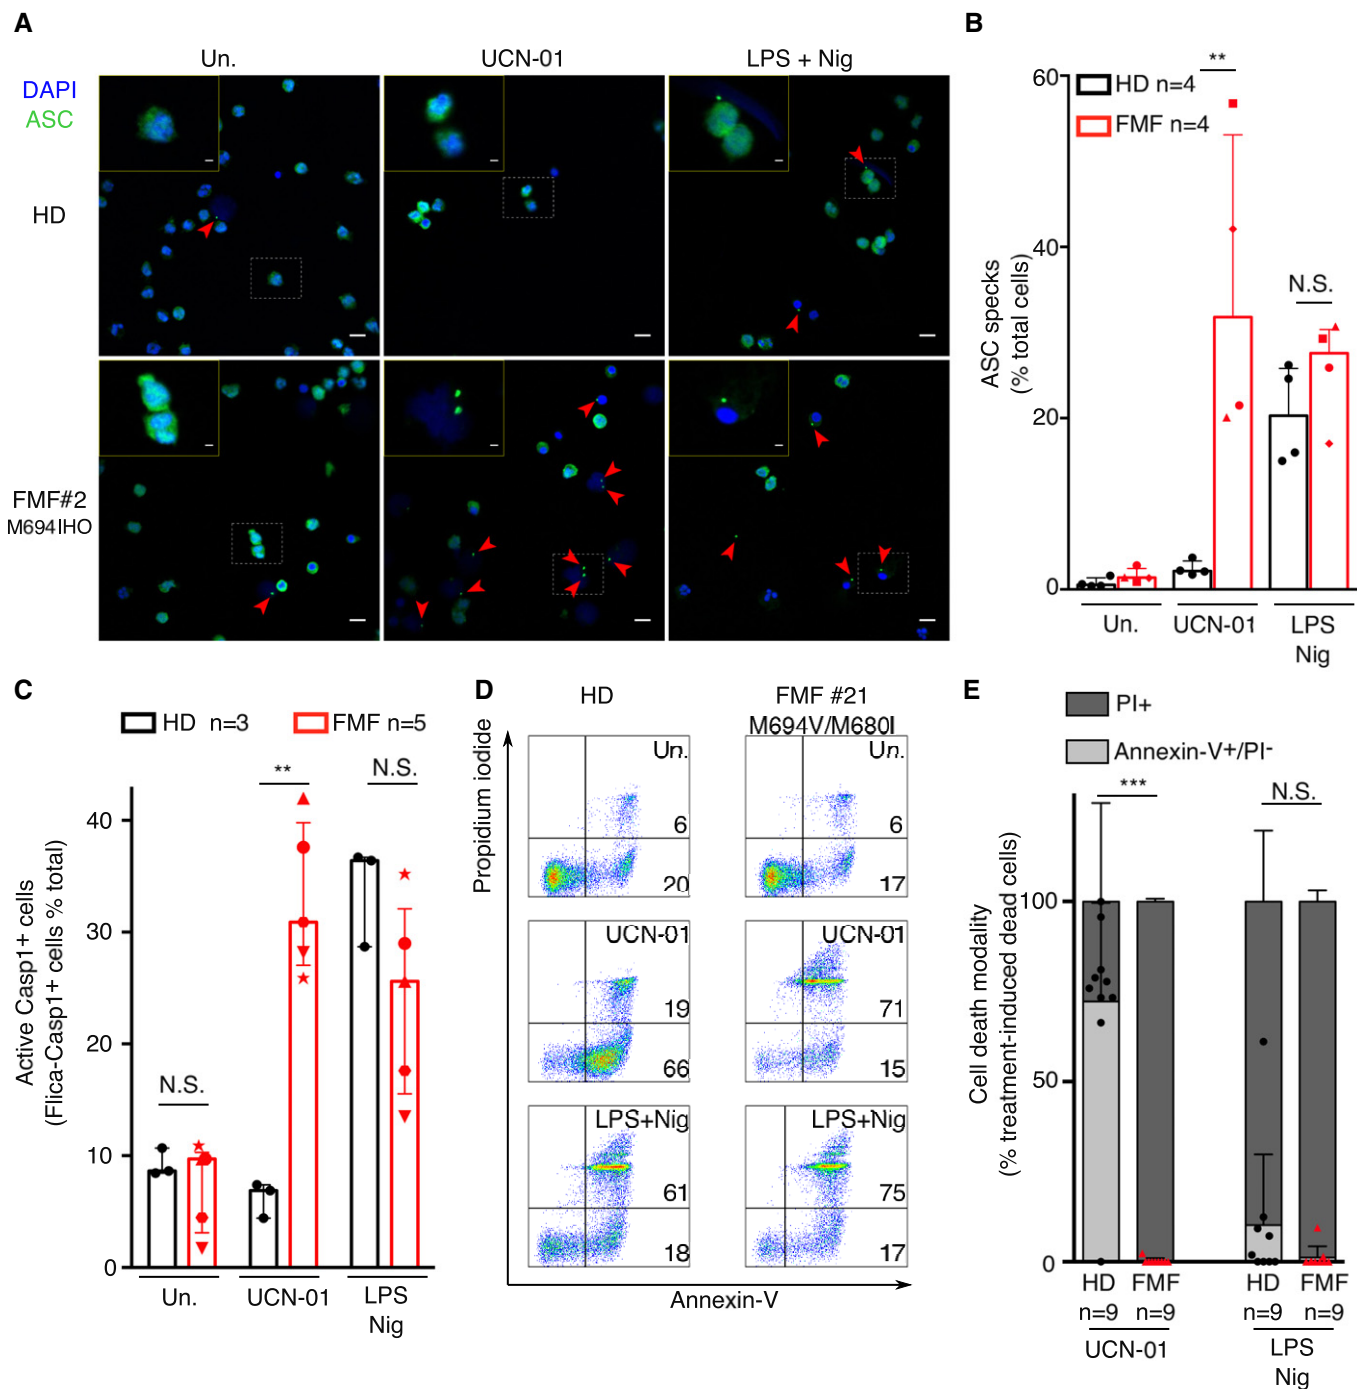 A
Un.
UCN-01
LPS + Nig
DAPI
ASC
HD
FMF#2
M694IHO
B
**
60
HD n=4
FMF n=4
40
N.S.
ASC specks
(% total cells)
20
0
Un.
UCN-01
LPS
Nig
C
HD n=3
FMF n=5
**
N.S.
40
30
Active Casp1+ cells
(Flica-Casp1+ cells % total)
20
N.S.
10
0
Un.
UCN-01
LPS
Nig
D
HD
FMF #21
M694V/M680I
Propidium iodide
Un.
6
20
Un.
6
17
UCN-01
19
66
UCN-01
71
15
LPS+Nig
61
18
LPS+Nig
75
17
Annexin-V
E
PI+
Annexin-V+/PI-
***
N.S.
100
Cell death modality
(% treatment-induced dead cells)
50
0
HD FMF HD FMF
n=9 n=9 n=9 n=9
UCN-01
LPS
Nig